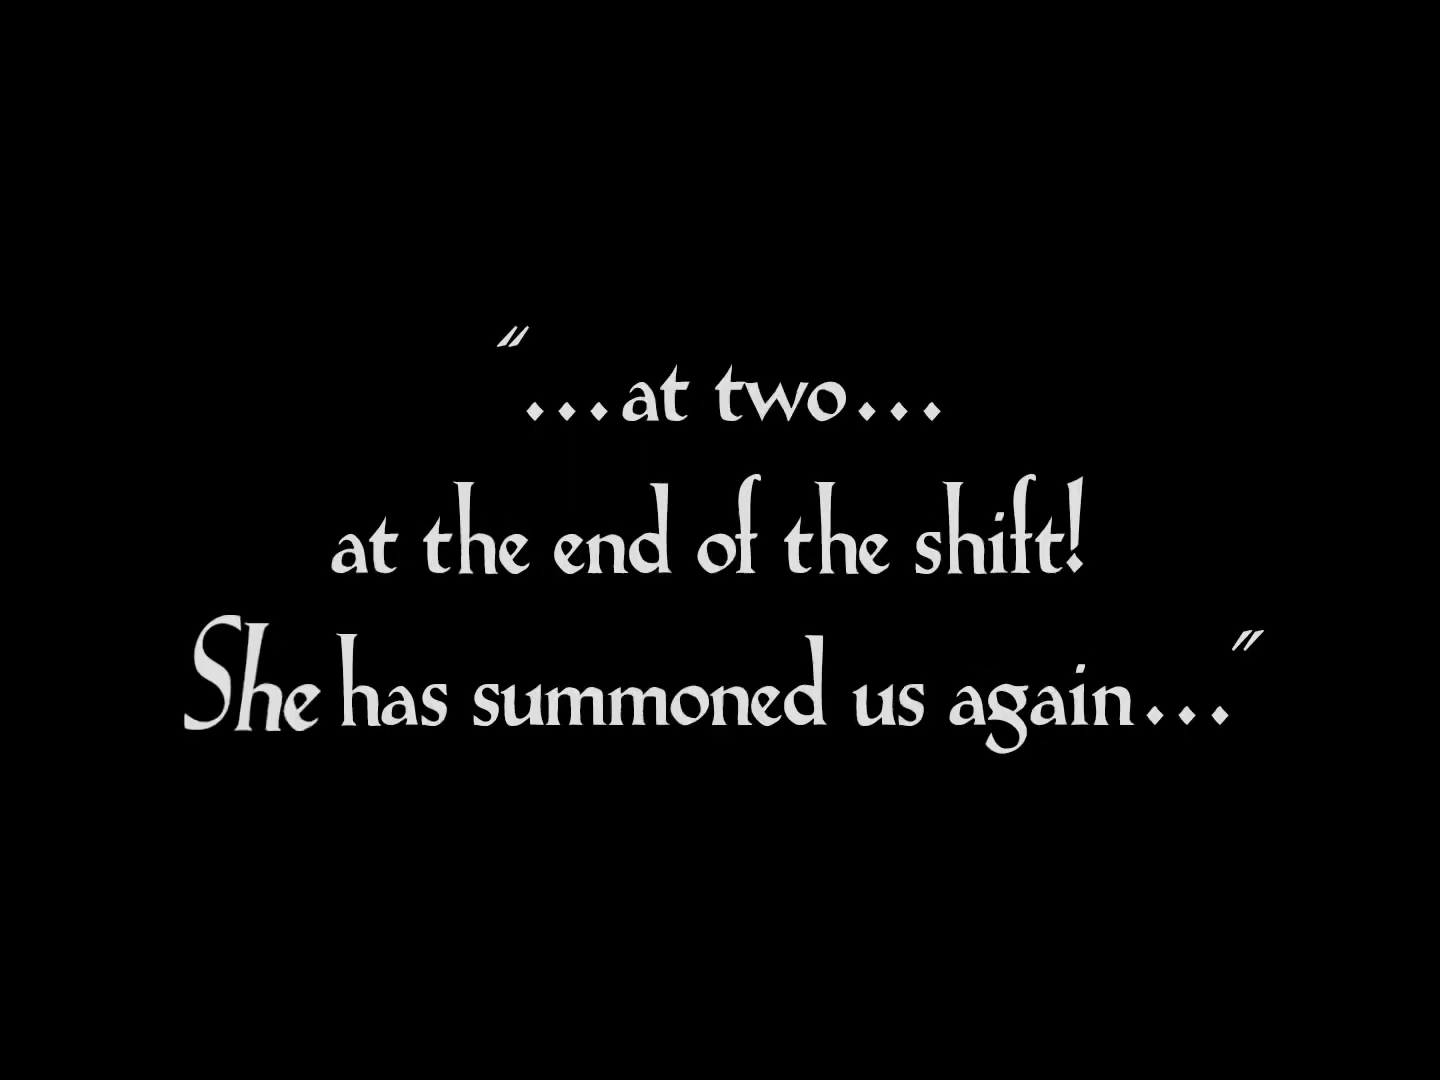 "...at two...
at the end of the shift!
She has summoned us again..."